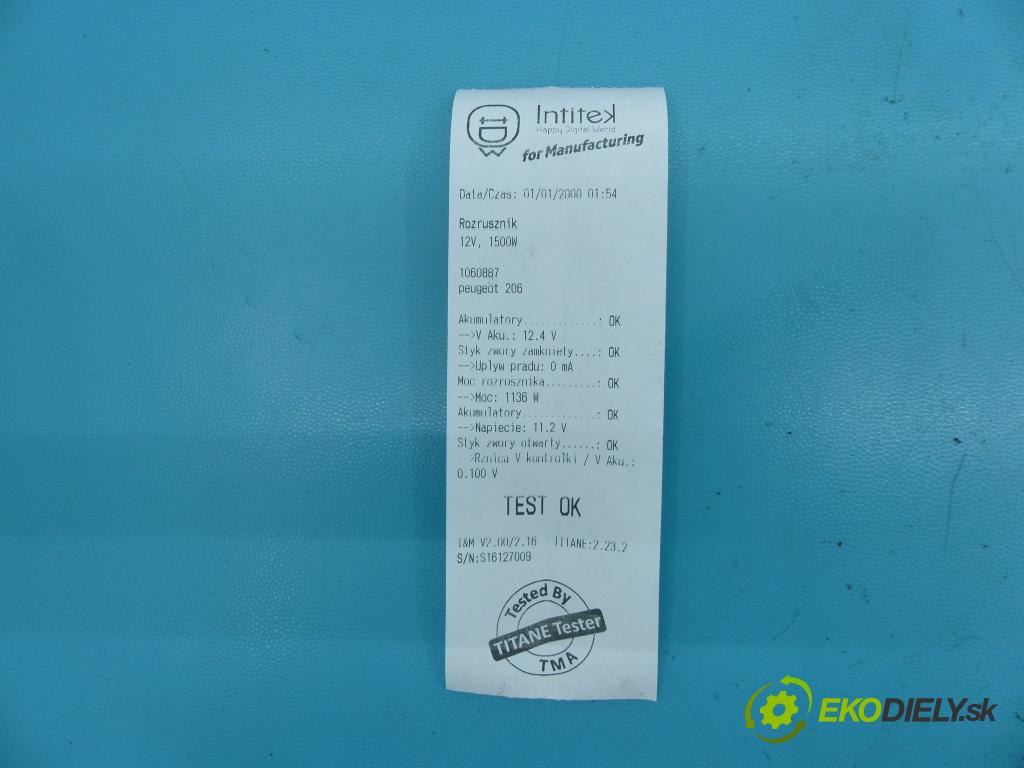 Intitek
Happy Digital World
for Manufacturing
Data/Czas: 01/01/2000 01:54
Rozrusznik
12V, 1500W
1060887
peugeot 206
Akumulatory.............: OK
-->V Aku.: 12.4 V
Styk zwory zamkniety....: OK
-->Uplyw pradu: 0 mA
Moc rozrusznika.........: OK
-->Moc: 1136 W
Akumulatory.............: OK
-->Napiecie: 11.2 V
Styk zwory otwarty......: OK
-->Rznica V kontrolki / V Aku.:
0.100 V
TEST OK
I&M V2.00/2.16 TITANE:2.23.2
S/N:S16127009
Tested By
TITANE Tester
TMA
EKODIELY.sk